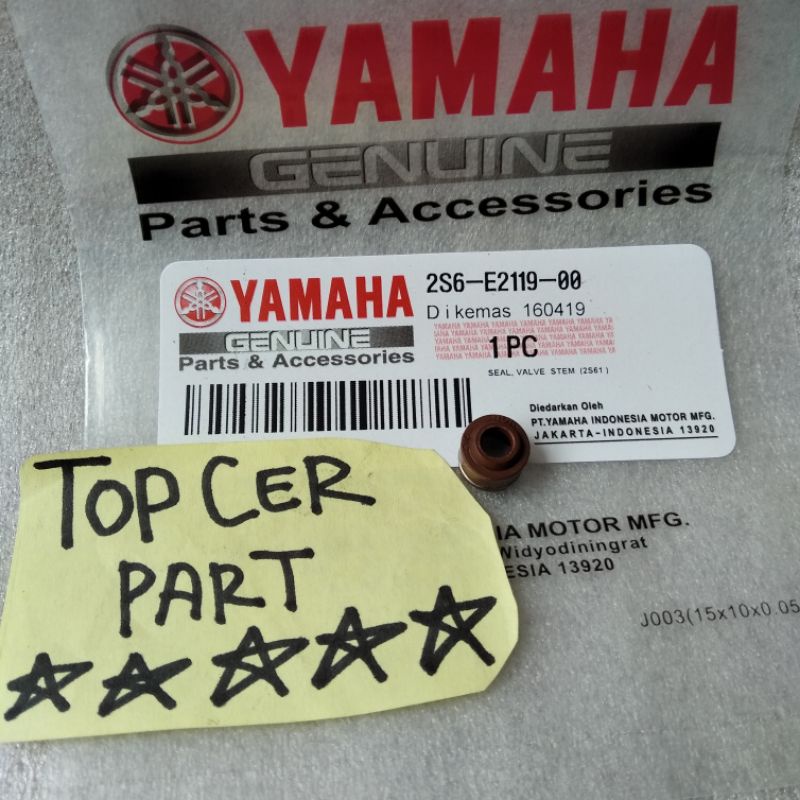 YAMAHA
GENUINE
Parts & Accessories
YAMAHA
GENUINE
Parts & Accessories
2S6-E2119-00
Dikemas 160419
1PC
SEAL, VALVE STEM (2S61)
Diedarkan Oleh
PT.YAMAHA INDONESIA MOTOR MFG.
JAKARTA-INDONESIA 13920
TOP CER
PART
IA MOTOR MFG.
Widyodiningrat
ESIA 13920
J003(15x10x0.05